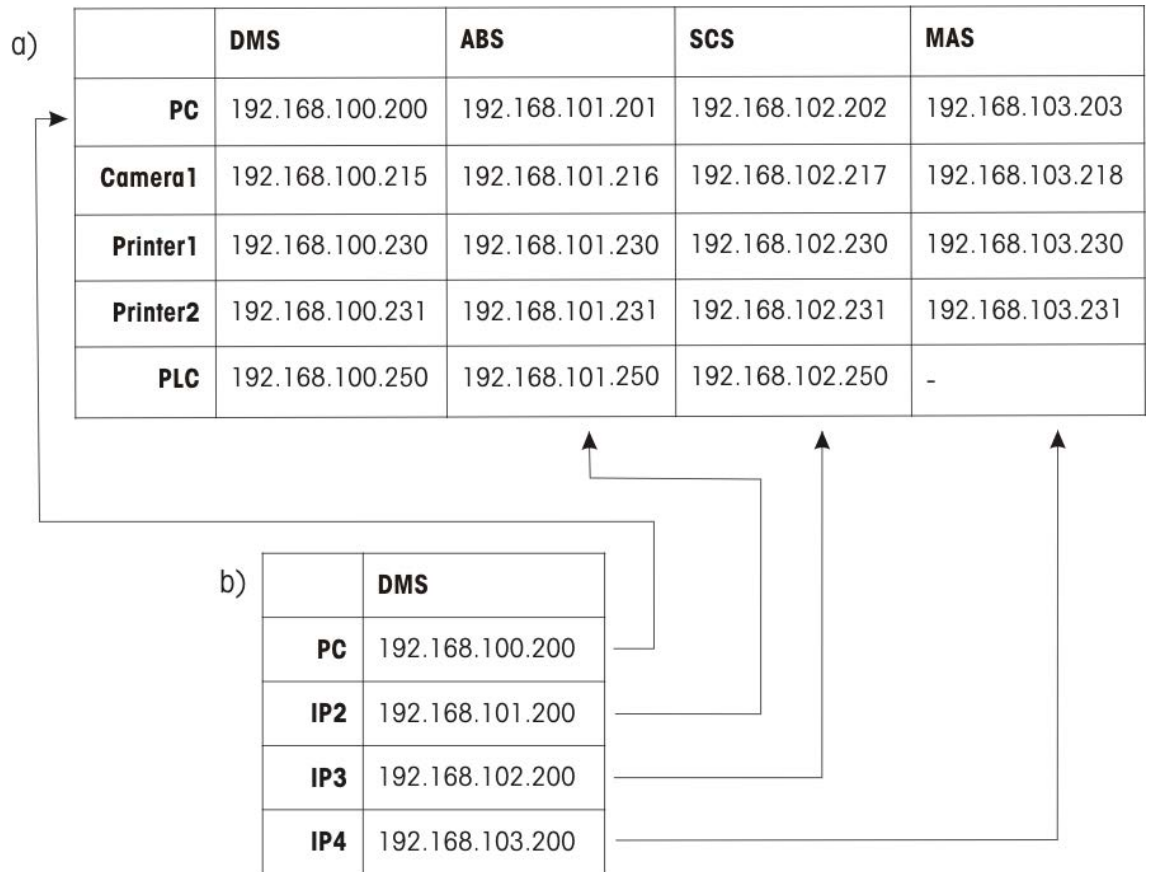 a)
DMS ABS SCS MAS
PC 192.168.100.200 192.168.101.201 192.168.102.202 192.168.103.203
Camera1 192.168.100.215 192.168.101.216 192.168.102.217 192.168.103.218
Printer1 192.168.100.230 192.168.101.230 192.168.102.230 192.168.103.230
Printer2 192.168.100.231 192.168.101.231 192.168.102.231 192.168.103.231
PLC 192.168.100.250 192.168.101.250 192.168.102.250 -
b)
DMS
PC 192.168.100.200
IP2 192.168.101.200
IP3 192.168.102.200
IP4 192.168.103.200